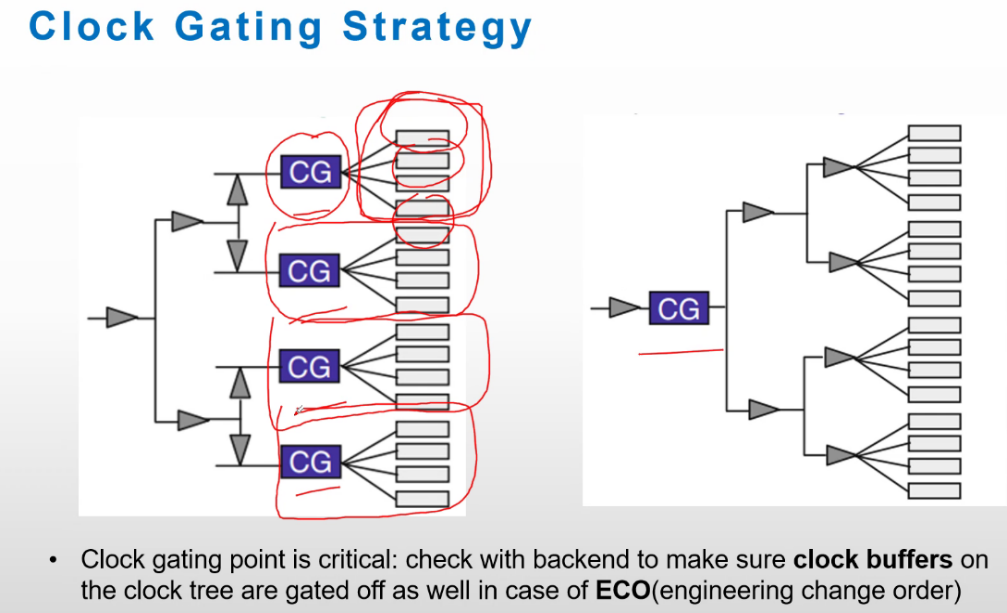 Clock Gating Strategy
CG
CG
CG
CG
CG
• Clock gating point is critical: check with backend to make sure clock buffers on
the clock tree are gated off as well in case of ECO(engineering change order)